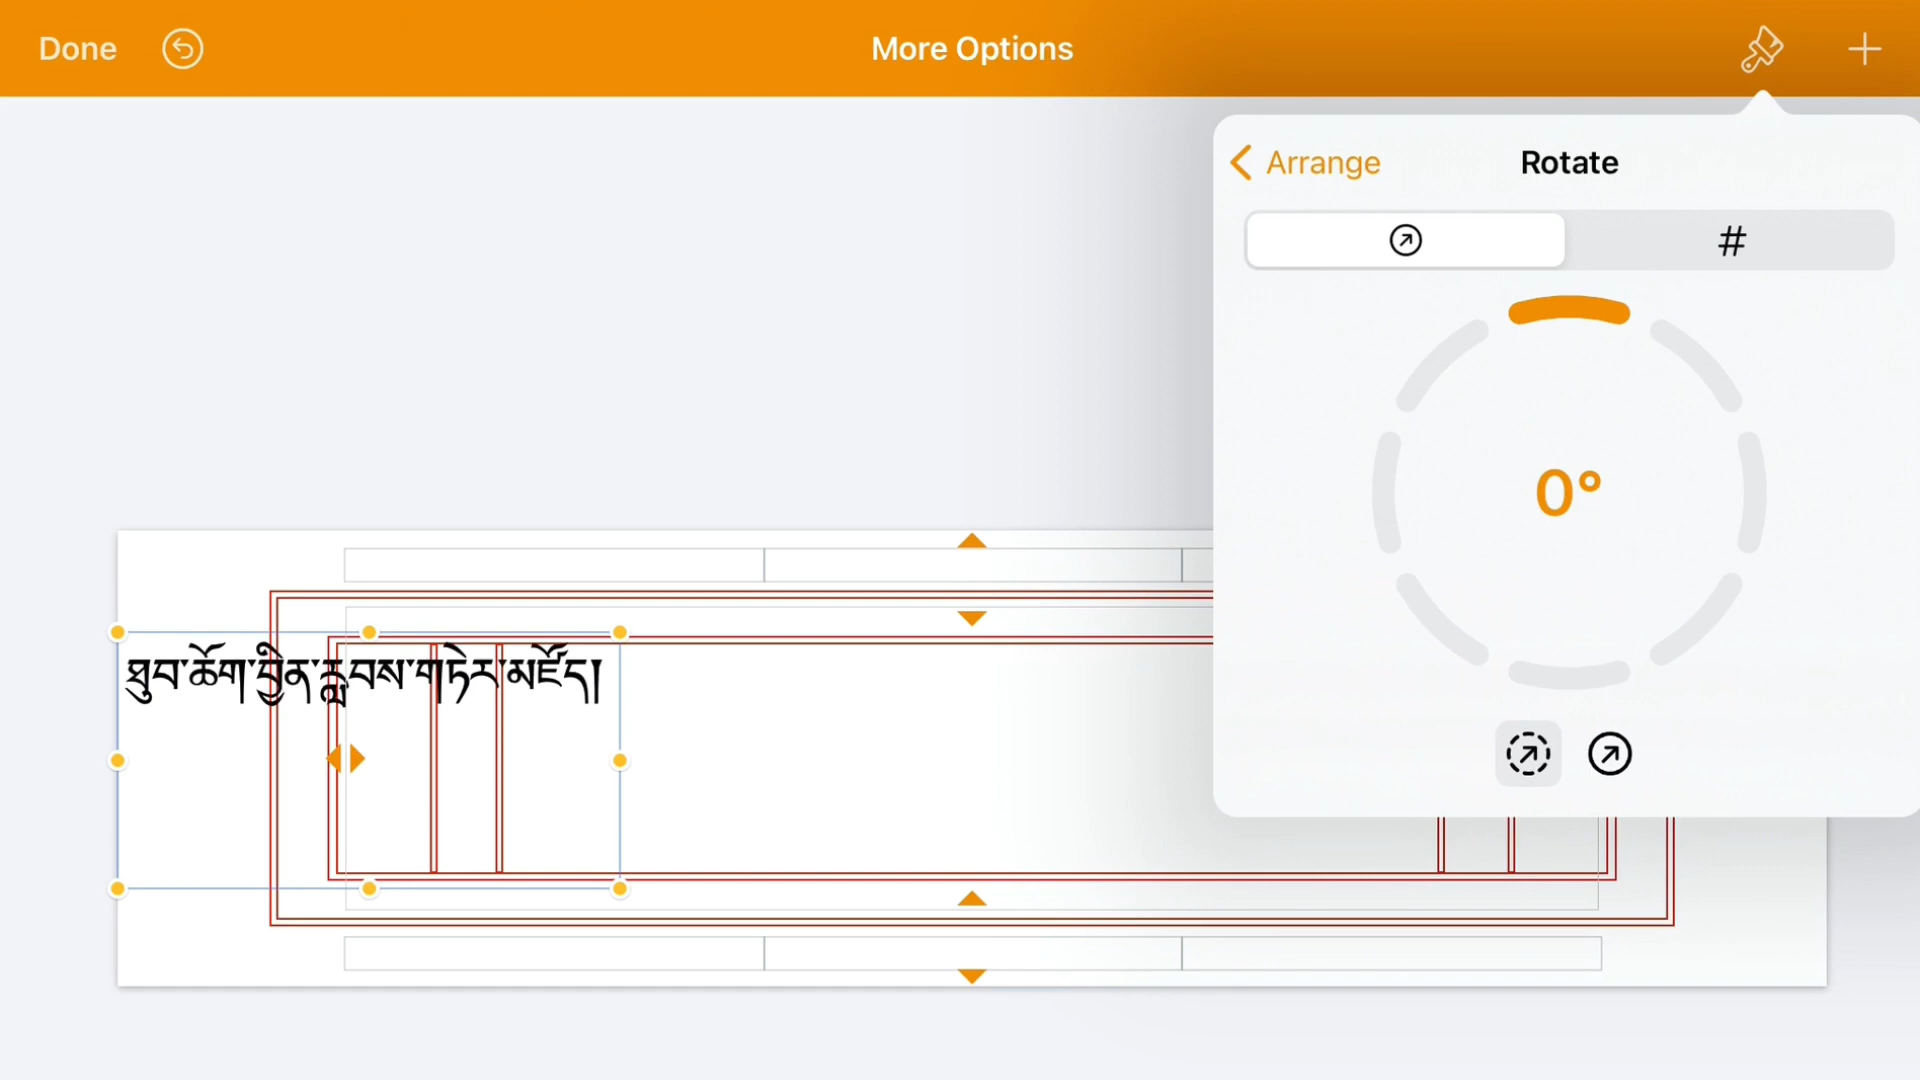 Done
More Options
Arrange
Rotate
#
0°
ཐུབ་ཆོག་བྱིན་རླབས་གཏེར་མཛོད།